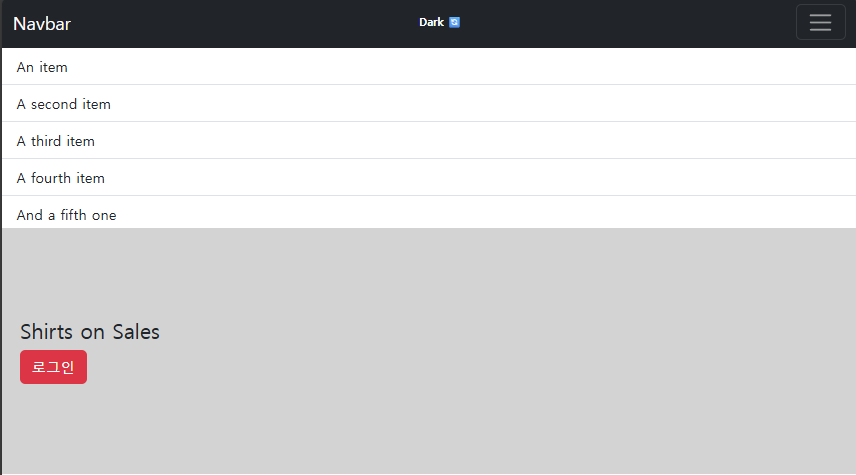 Navbar
Dark 🔃
An item
A second item
A third item
A fourth item
And a fifth one
Shirts on Sales
로그인